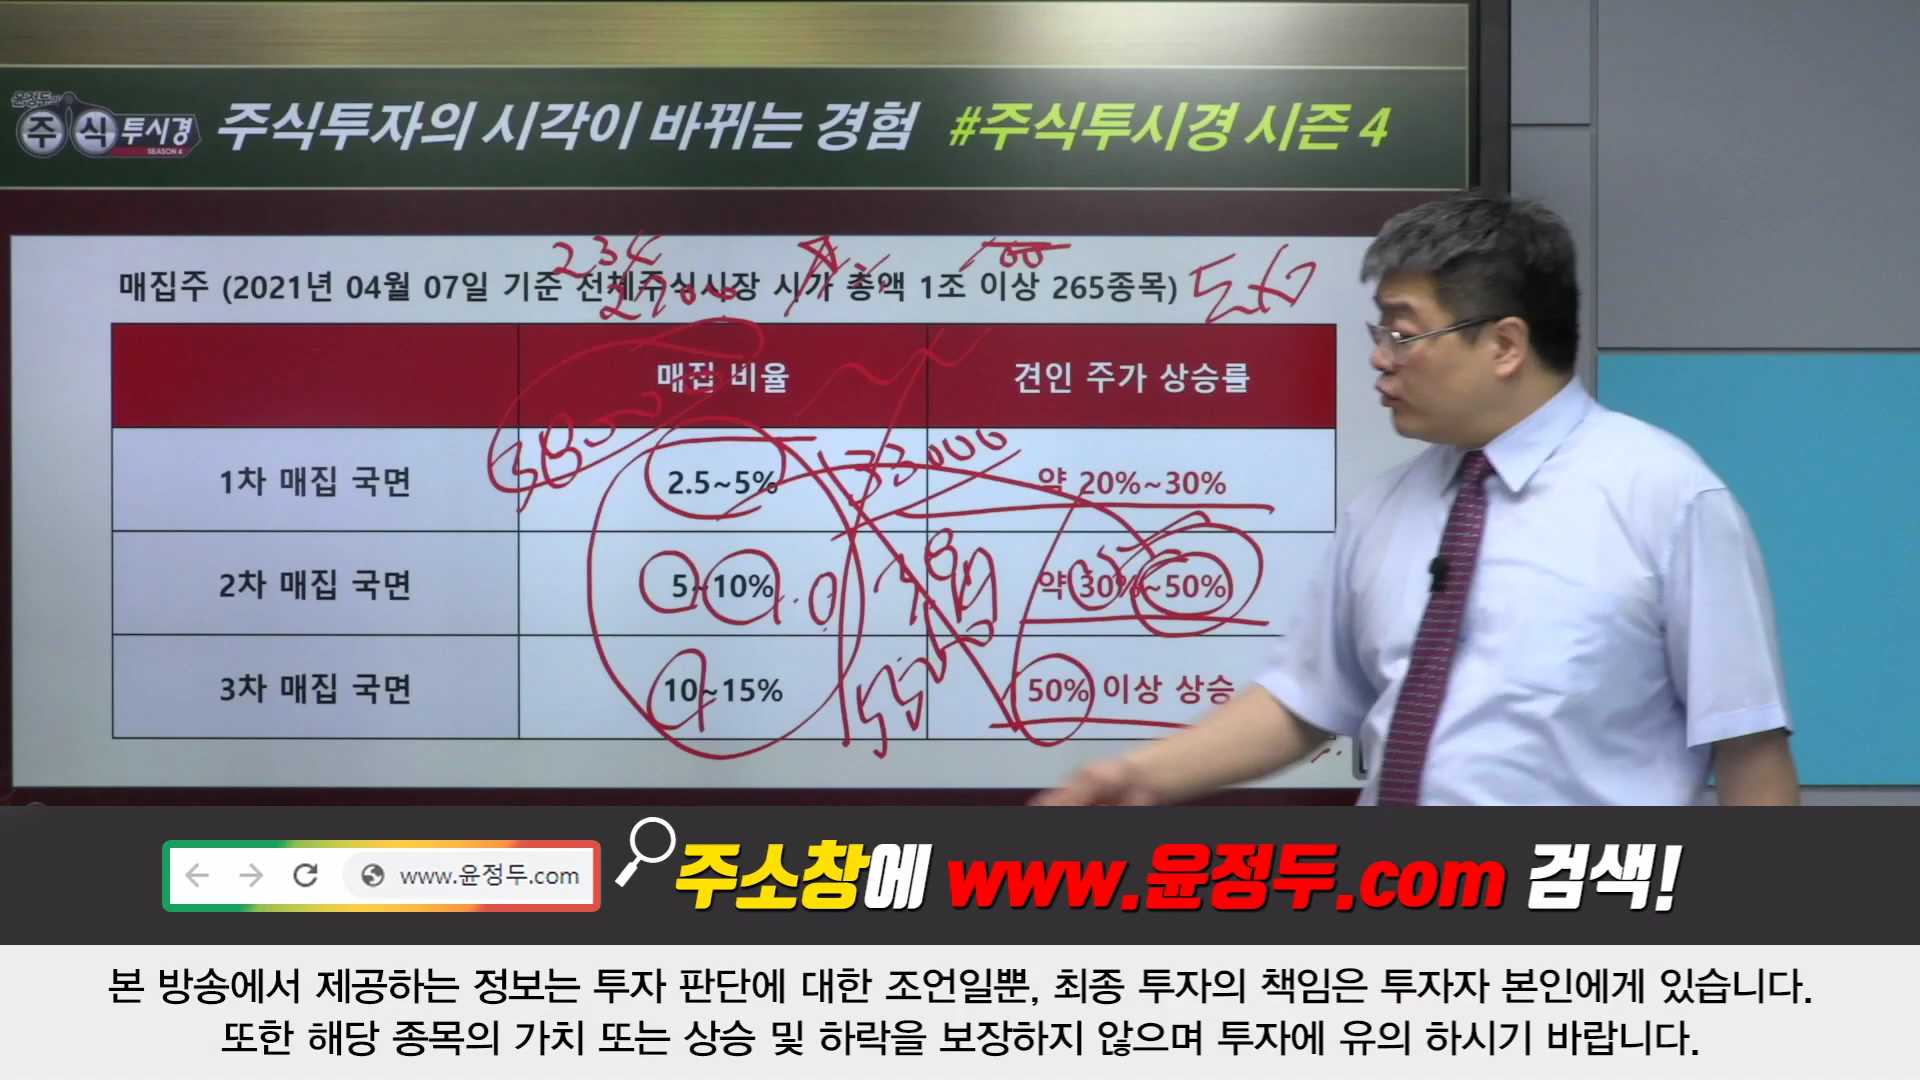 윤정두의
주식투시경
SEASON 4
주식투자의 시각이 바뀌는 경험 #주식투시경 시즌 4
매집주 (2021년 04월 07일 기준 전체주식시장 시가 총액 1조 이상 265종목)
매집 비율 견인 주가 상승률
1차 매집 국면 2.5~5% 약 20%~30%
2차 매집 국면 5~10% 약 30%~50%
3차 매집 국면 10~15% 50% 이상 상승
33000
www.윤정두.com
주소창에 www.윤정두.com 검색!
본 방송에서 제공하는 정보는 투자 판단에 대한 조언일뿐, 최종 투자의 책임은 투자자 본인에게 있습니다.
또한 해당 종목의 가치 또는 상승 및 하락을 보장하지 않으며 투자에 유의 하시기 바랍니다.